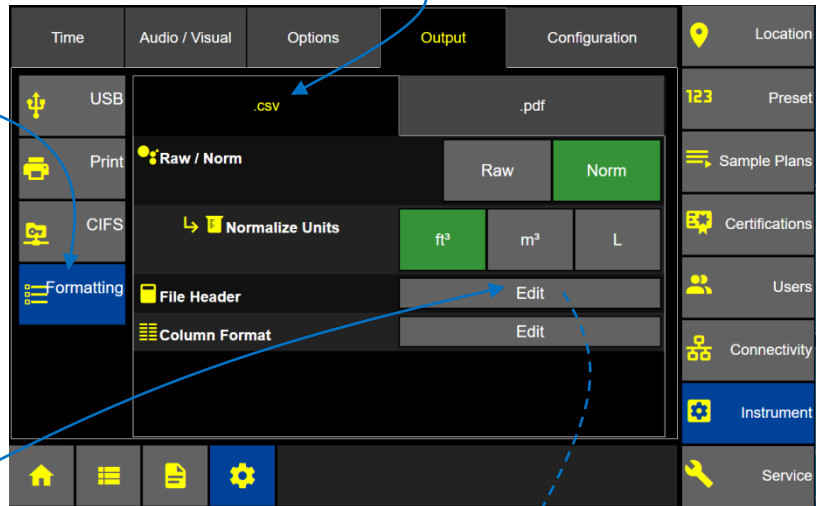 Time
Audio / Visual
Options
Output
Configuration
Location
USB
.csv
.pdf
123
Preset
Print
Raw / Norm
Raw
Norm
Sample Plans
CIFS
Normalize Units
ft³
m³
L
Certifications
Formatting
File Header
Edit
Users
Column Format
Edit
Connectivity
Instrument
Service